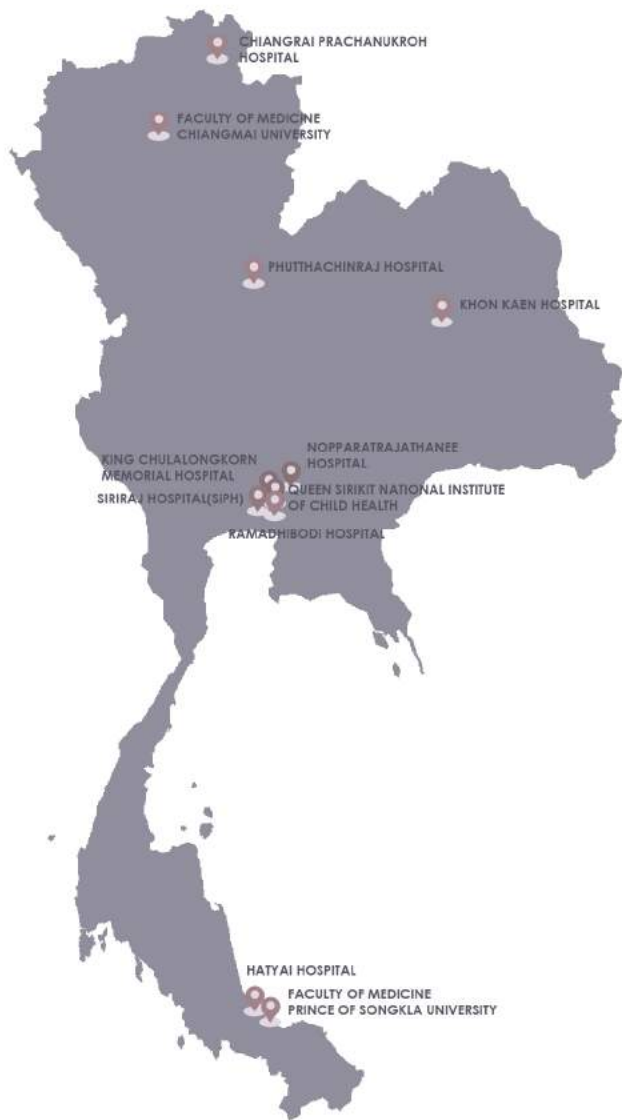 CHIANGRAI PRACHANUKROH
HOSPITAL
FACULTY OF MEDICINE
CHIANGMAI UNIVERSITY
PHUTTHACHINRAJ HOSPITAL
KHON KAEN HOSPITAL
NOPPARATRAJATHANEE
HOSPITAL
KING CHULALONGKORN
MEMORIAL HOSPITAL
SIRIRAJ HOSPITAL(SIPH)
QUEEN SIRIKIT NATIONAL INSTITUTE
OF CHILD HEALTH
RAMADHIBODI HOSPITAL
HATYAI HOSPITAL
FACULTY OF MEDICINE
PRINCE OF SONGKLA UNIVERSITY